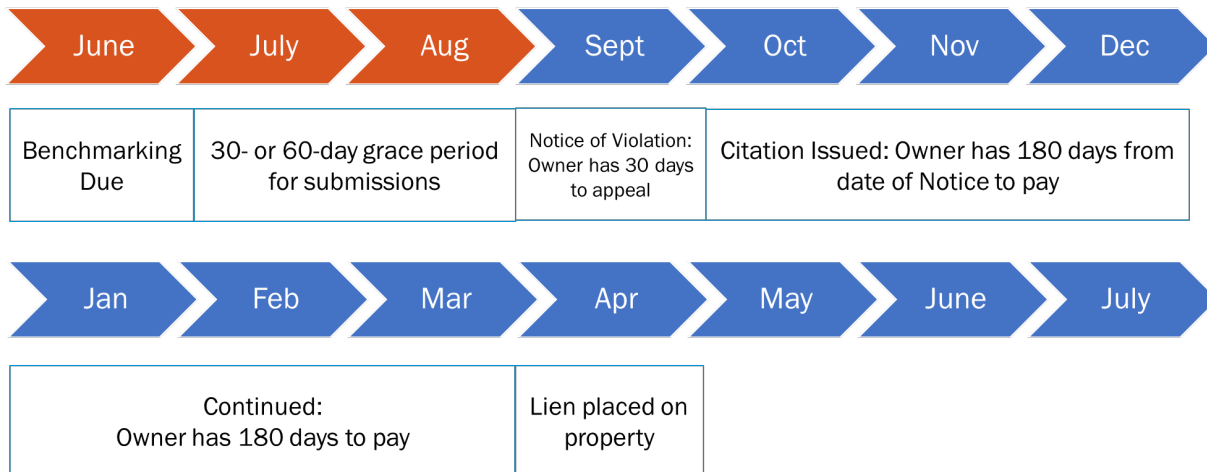 June July Aug Sept Oct Nov Dec
Benchmarking
Due
30- or 60-day grace period
for submissions
Notice of Violation:
Owner has 30 days
to appeal
Citation Issued: Owner has 180 days from
date of Notice to pay
Jan Feb Mar Apr May June July
Continued:
Owner has 180 days to pay
Lien placed on
property